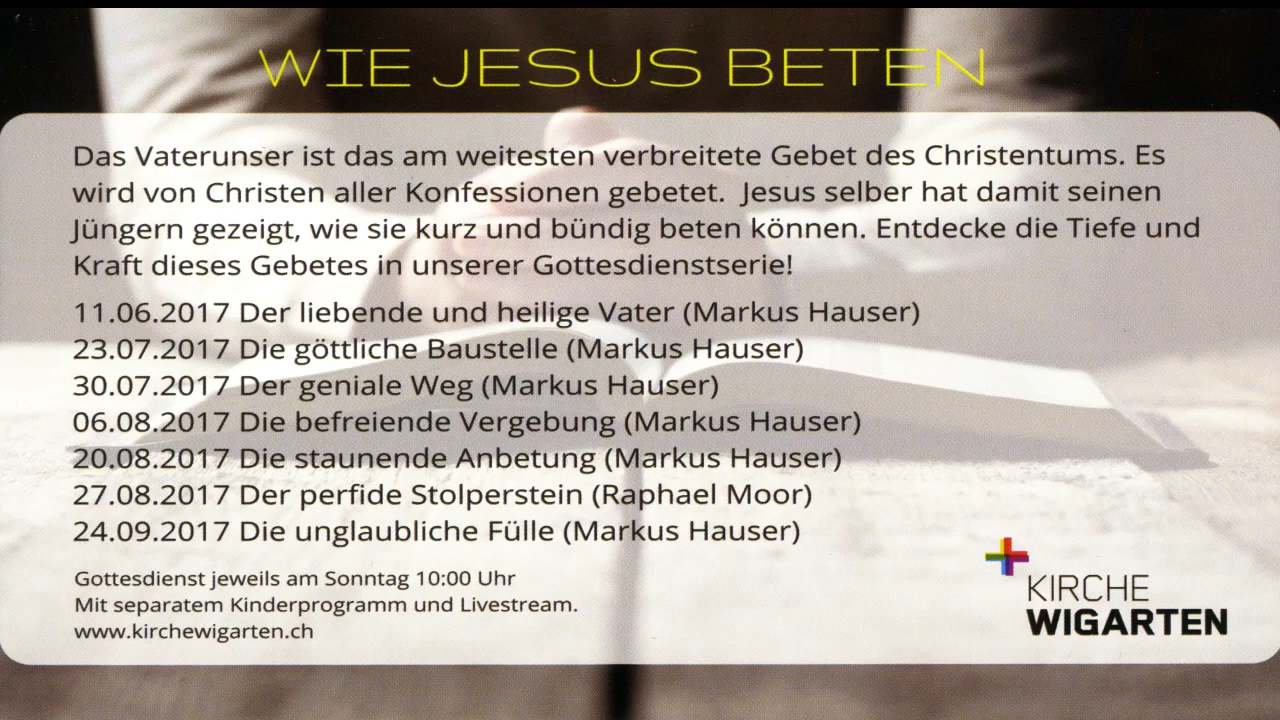 WIE JESUS BETEN
Das Vaterunser ist das am weitesten verbreitete Gebet des Christentums. Es
wird von Christen aller Konfessionen gebetet.  Jesus selber hat damit seinen
Jüngern gezeigt, wie sie kurz und bündig beten können. Entdecke die Tiefe und
Kraft dieses Gebetes in unserer Gottesdienstserie!
11.06.2017 Der liebende und heilige Vater (Markus Hauser)
23.07.2017 Die göttliche Baustelle (Markus Hauser)
30.07.2017 Der geniale Weg (Markus Hauser)
06.08.2017 Die befreiende Vergebung (Markus Hauser)
20.08.2017 Die staunende Anbetung (Markus Hauser)
27.08.2017 Der perfide Stolperstein (Raphael Moor)
24.09.2017 Die unglaubliche Fülle (Markus Hauser)
Gottesdienst jeweils am Sonntag 10:00 Uhr
Mit separatem Kinderprogramm und Livestream.
www.kirchewigarten.ch
KIRCHE
WIGARTEN